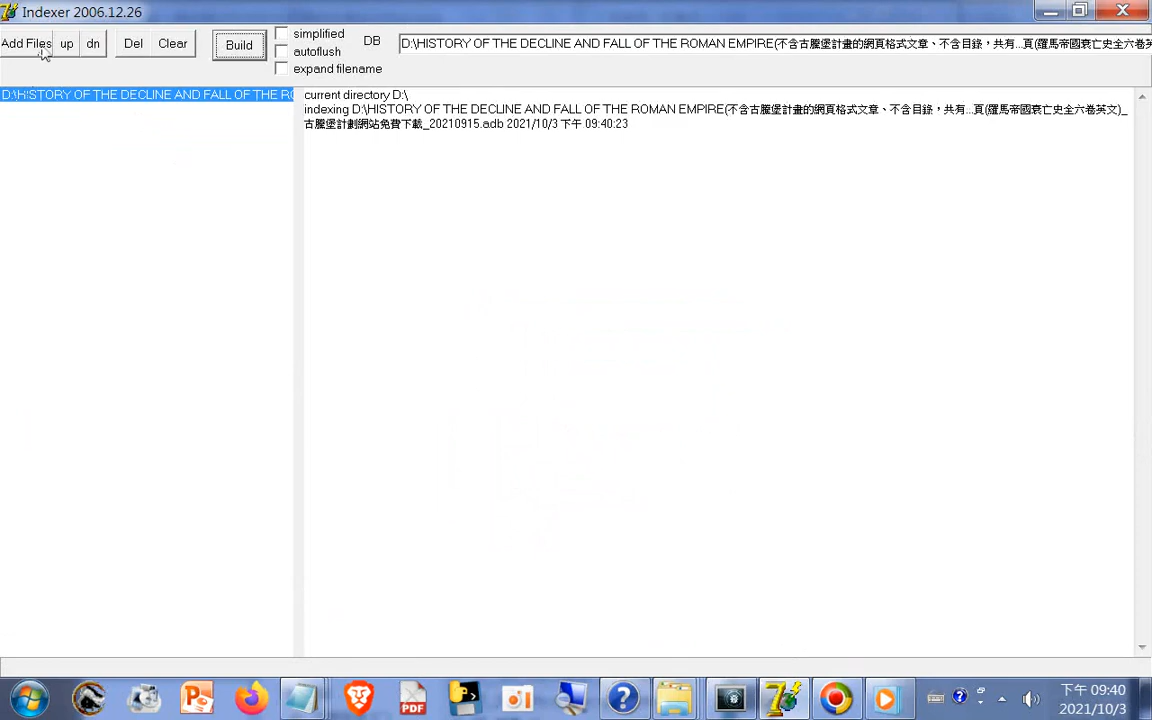 Indexer 2006.12.26
Add Files up dn Del Clear Build
simplified
autoflush
expand filename
DB
D:\HISTORY OF THE DECLINE AND FALL OF THE ROMAN EMPIRE(不含古騰堡計畫的網頁格式文章、不含目錄，共有...頁(羅馬帝國衰亡史全六卷英
D:\HISTORY OF THE DECLINE AND FALL OF THE RO
current directory D:\
indexing D:\HISTORY OF THE DECLINE AND FALL OF THE ROMAN EMPIRE(不含古騰堡計畫的網頁格式文章、不含目錄，共有...頁(羅馬帝國衰亡史全六卷英文)_
古騰堡計劃網站免費下載_20210915.adb 2021/10/3 下午 09:40:23
PDF
下午 09:40
2021/10/3